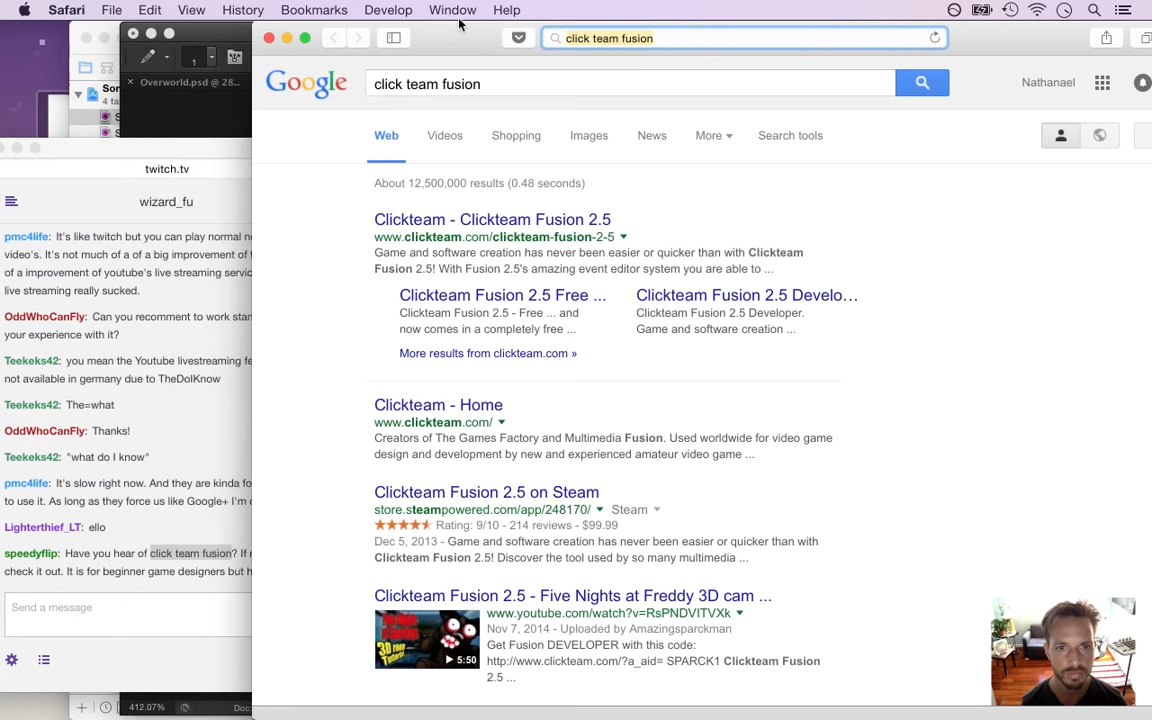 Safari File Edit View History Bookmarks Develop Window Help
click team fusion
1
Overworld.psd @ 28...
Son
4 ta
S
S
Google
click team fusion
Nathanael
Web Videos Shopping Images News More Search tools
About 12,500,000 results (0.48 seconds)
Clickteam - Clickteam Fusion 2.5
www.clickteam.com/clickteam-fusion-2-5
Game and software creation has never been easier or quicker than with Clickteam
Fusion 2.5! With Fusion 2.5's amazing event editor system you are able to ...
Clickteam Fusion 2.5 Free ...
Clickteam Fusion 2.5 - Free ... and
now comes in a completely free ...
Clickteam Fusion 2.5 Develo...
Clickteam Fusion 2.5 Developer.
Game and software creation ...
More results from clickteam.com »
Clickteam - Home
www.clickteam.com/
Creators of The Games Factory and Multimedia Fusion. Used worldwide for video game
design and development by new and experienced amateur video game ...
Clickteam Fusion 2.5 on Steam
store.steampowered.com/app/248170/ Steam
Rating: 9/10 - 214 reviews - $99.99
Dec 5, 2013 - Game and software creation has never been easier or quicker than with
Clickteam Fusion 2.5! Discover the tool used by so many multimedia ...
Clickteam Fusion 2.5 - Five Nights at Freddy 3D cam ...
www.youtube.com/watch?v=RsPNDVITVXk
Nov 7, 2014 - Uploaded by Amazingsparckman
Get Fusion DEVELOPER with this code:
http://www.clickteam.com/?a_aid= SPARCK1 Clickteam Fusion
2.5 ...
5:50
twitch.tv
wizard_fu
pmc4life: It's like twitch but you can play normal n
video's. It's not much of a of a big improvement of t
of a improvement of youtube's live streaming servic
live streaming really sucked.
OddWhoCanFly: Can you recomment to work stan
your experience with it?
Teekeks42: you mean the Youtube livestreaming fe
not available in germany due to TheDoIKnow
Teekeks42: The=what
OddWhoCanFly: Thanks!
Teekeks42: "what do I know"
pmc4life: It's slow right now. And they are kinda fo
to use it. As long as they force us like Google+ I'm
Lighterthief_LT: ello
speedyflip: Have you hear of click team fusion? If n
check it out. It is for beginner game designers but h
Send a message
412.07% Doc: